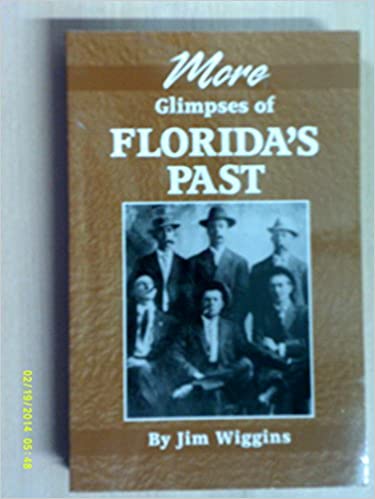 More
Glimpses of
FLORIDA'S
PAST
By Jim Wiggins
02/19/2014 05:48